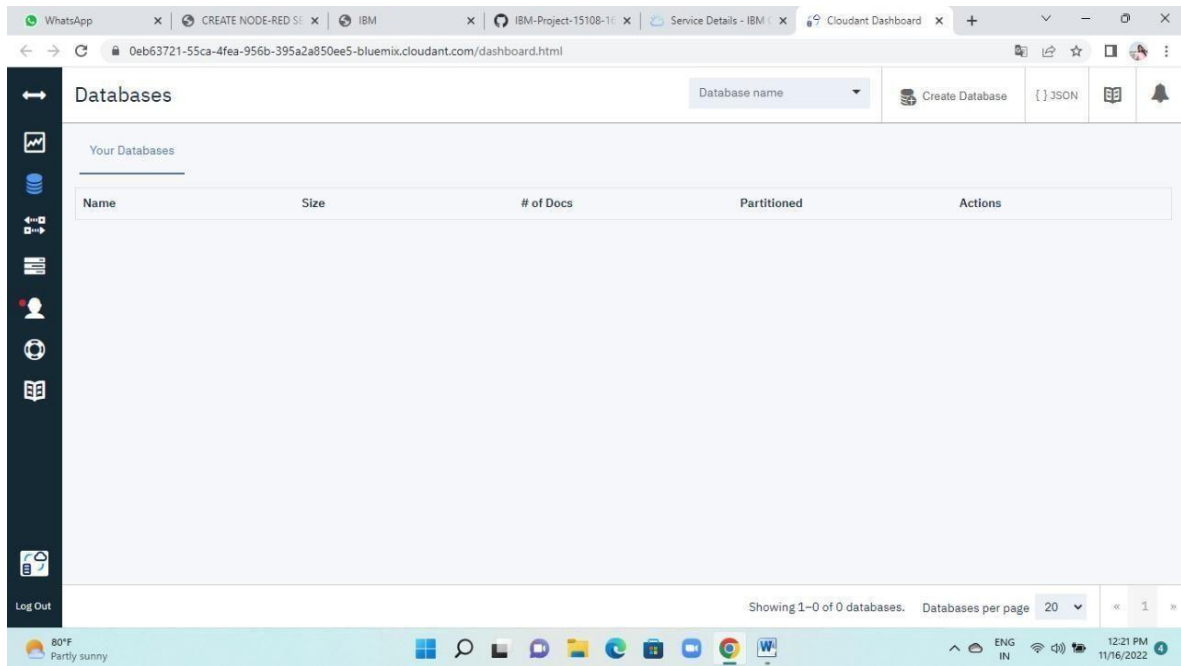 WhatsApp
CREATE NODE-RED SE
IBM
IBM-Project-15108-16
Service Details - IBM C
Cloudant Dashboard
0eb63721-55ca-4fea-956b-395a2a850ee5-bluemix.cloudant.com/dashboard.html
Databases
Database name
Create Database
{ } JSON
Your Databases
Name Size # of Docs Partitioned Actions
Log Out
Showing 1–0 of 0 databases. Databases per page 20 « 1 »
80°F
Partly sunny
W
ENG
IN
12:21 PM
11/16/2022
4